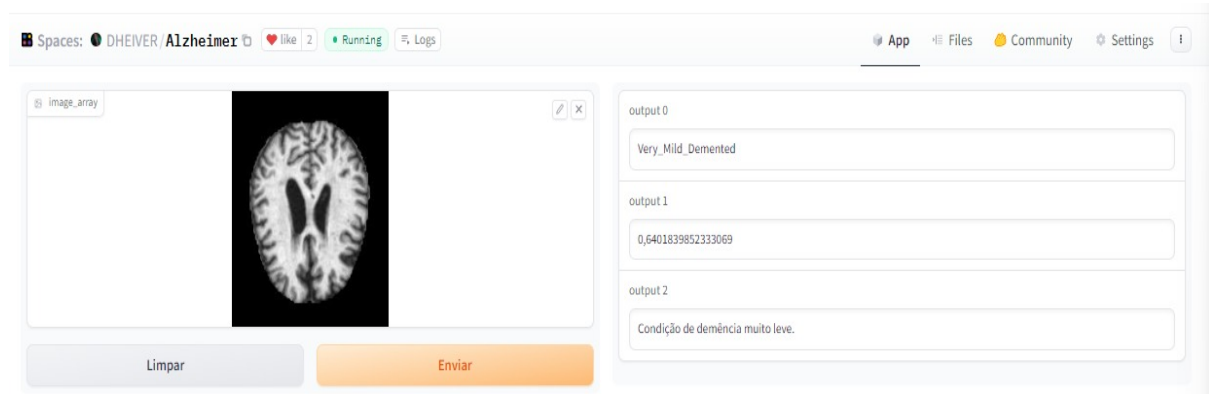 Spaces: DHEIVER/Alzheimer like 2 Running Logs App Files Community Settings
image_array
output 0
Very_Mild_Demented
output 1
0,6401839852333069
output 2
Condição de demência muito leve.
Limpar Enviar